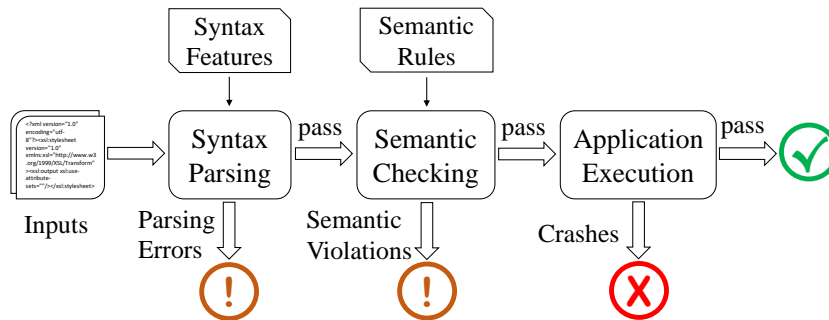 Syntax
Features
Semantic
Rules
<?xml version="1.0"
encoding="utf-
8"?><xsl:stylesheet
version="1.0"
xmlns:xsl="http://www.w3
.org/1999/XSL/Transform"
><xsl:output xsl:use-
attribute-
sets=""/></xsl:stylesheet>
Inputs
Syntax
Parsing
pass
Semantic
Checking
pass
Application
Execution
pass
Parsing
Errors
Semantic
Violations
Crashes
!
!
X